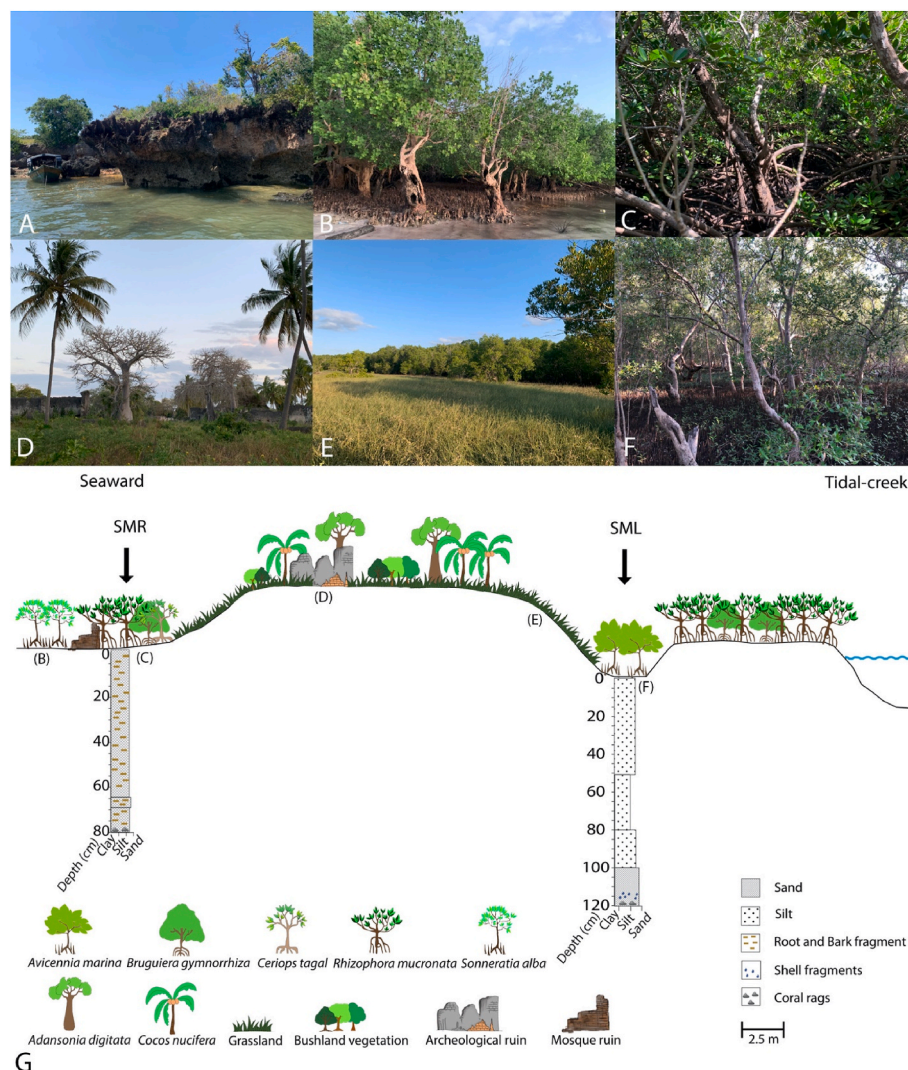 A
B
C
D
E
F
Seaward
Tidal-creek
SMR
SML
(B)
(C)
(D)
(E)
(F)
0
20
40
60
80
Depth (cm)
Clay
Silt
Sand
0
20
40
60
80
100
120
Depth (cm)
Clay
Silt
Sand
Sand
Silt
Root and Bark fragment
Shell fragments
Coral rags
2.5 m
Avicennia marina
Bruguiera gymnorrhiza
Ceriops tagal
Rhizophora mucronata
Sonneratia alba
Adansonia digitata
Cocos nucifera
Grassland
Bushland vegetation
Archeological ruin
Mosque ruin
G